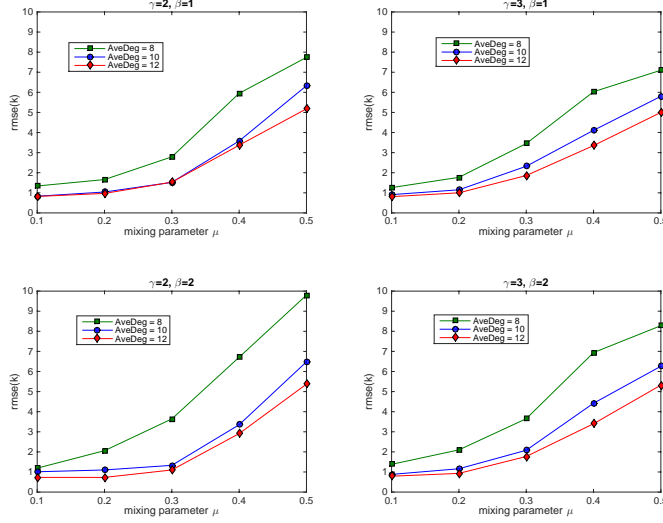 γ=2, β=1
10
9
8
7
6
5
4
3
2
1
0
rmse(k)
AveDeg = 8
AveDeg = 10
AveDeg = 12
0.1 0.2 0.3 0.4 0.5
mixing parameter μ
γ=3, β=1
10
9
8
7
6
5
4
3
2
1
0
rmse(k)
AveDeg = 8
AveDeg = 10
AveDeg = 12
0.1 0.2 0.3 0.4 0.5
mixing parameter μ
γ=2, β=2
10
9
8
7
6
5
4
3
2
1
0
rmse(k)
AveDeg = 8
AveDeg = 10
AveDeg = 12
0.1 0.2 0.3 0.4 0.5
mixing parameter μ
γ=3, β=2
10
9
8
7
6
5
4
3
2
1
0
rmse(k)
AveDeg = 8
AveDeg = 10
AveDeg = 12
0.1 0.2 0.3 0.4 0.5
mixing parameter μ